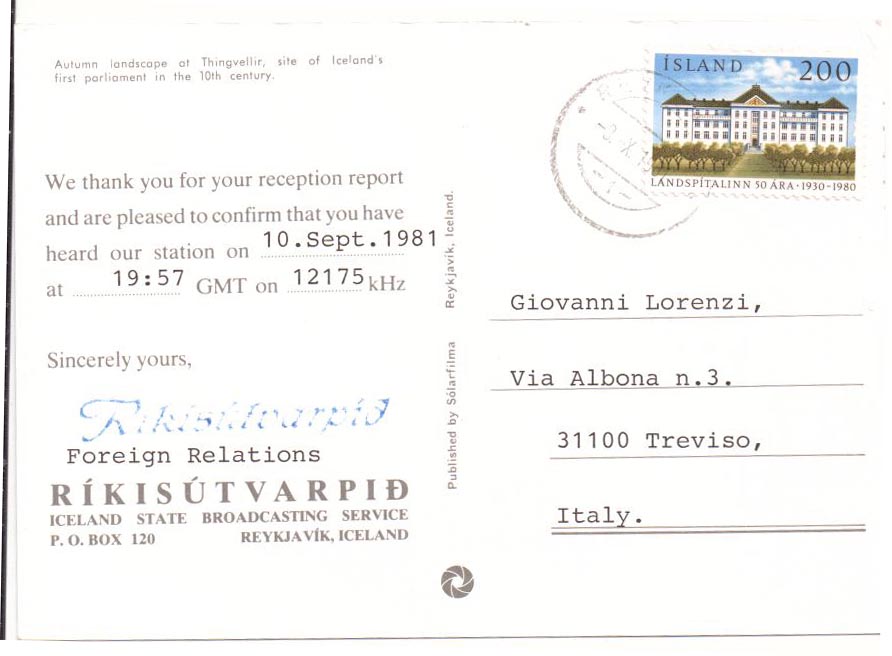 Autumn landscape at Thingvellir, site of Iceland's
first parliament in the 10th century.
We thank you for your reception report
and are pleased to confirm that you have
heard our station on 10.Sept.1981
at 19:57 GMT on 12175 kHz
Sincerely yours,
Ríkisútvarpið
Foreign Relations
RÍKISÚTVARPIÐ
ICELAND STATE BROADCASTING SERVICE
P. O. BOX 120 REYKJAVÍK, ICELAND
Published by Sólarfilma Reykjavík, Iceland.
ÍSLAND 200
LANDSPÍTALINN 50 ÁRA · 1930-1980
Giovanni Lorenzi,
Via Albona n.3.
31100 Treviso,
Italy.